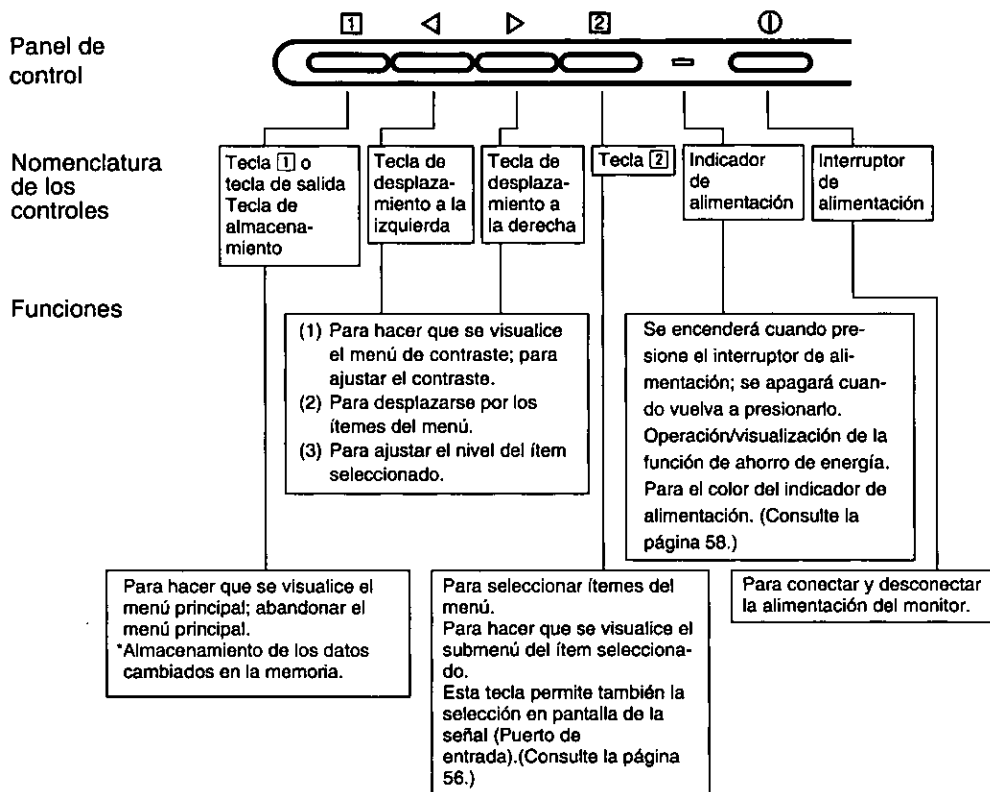 1 2
Panel de
control
Nomenclatura
de los
controles
Tecla 1 o
tecla de salida
Tecla de
almacena-
miento
Tecla de
desplaza-
miento a la
izquierda
Tecla de
desplaza-
miento a
la derecha
Tecla 2
Indicador
de
alimentación
Interruptor
de
alimentación
Funciones
(1) Para hacer que se visualice
el menú de contraste; para
ajustar el contraste.
(2) Para desplazarse por los
ítemes del menú.
(3) Para ajustar el nivel del ítem
seleccionado.
Se encenderá cuando pre-
sione el interruptor de ali-
mentación; se apagará cuan-
do vuelva a presionarlo.
Operación/visualización de la
función de ahorro de energía.
Para el color del indicador de
alimentación. (Consulte la
página 58.)
Para hacer que se visualice el
menú principal; abandonar el
menú principal.
*Almacenamiento de los datos
cambiados en la memoria.
Para seleccionar ítemes del
menú.
Para hacer que se visualice el
submenú del ítem selecciona-
do.
Esta tecla permite también la
selección en pantalla de la
señal (Puerto de
entrada).(Consulte la página
56.)
Para conectar y desconectar
la alimentación del monitor.